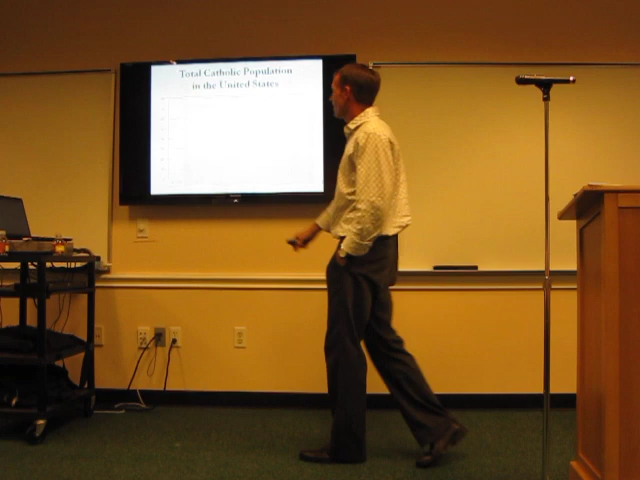 Total Catholic Population
in the United States